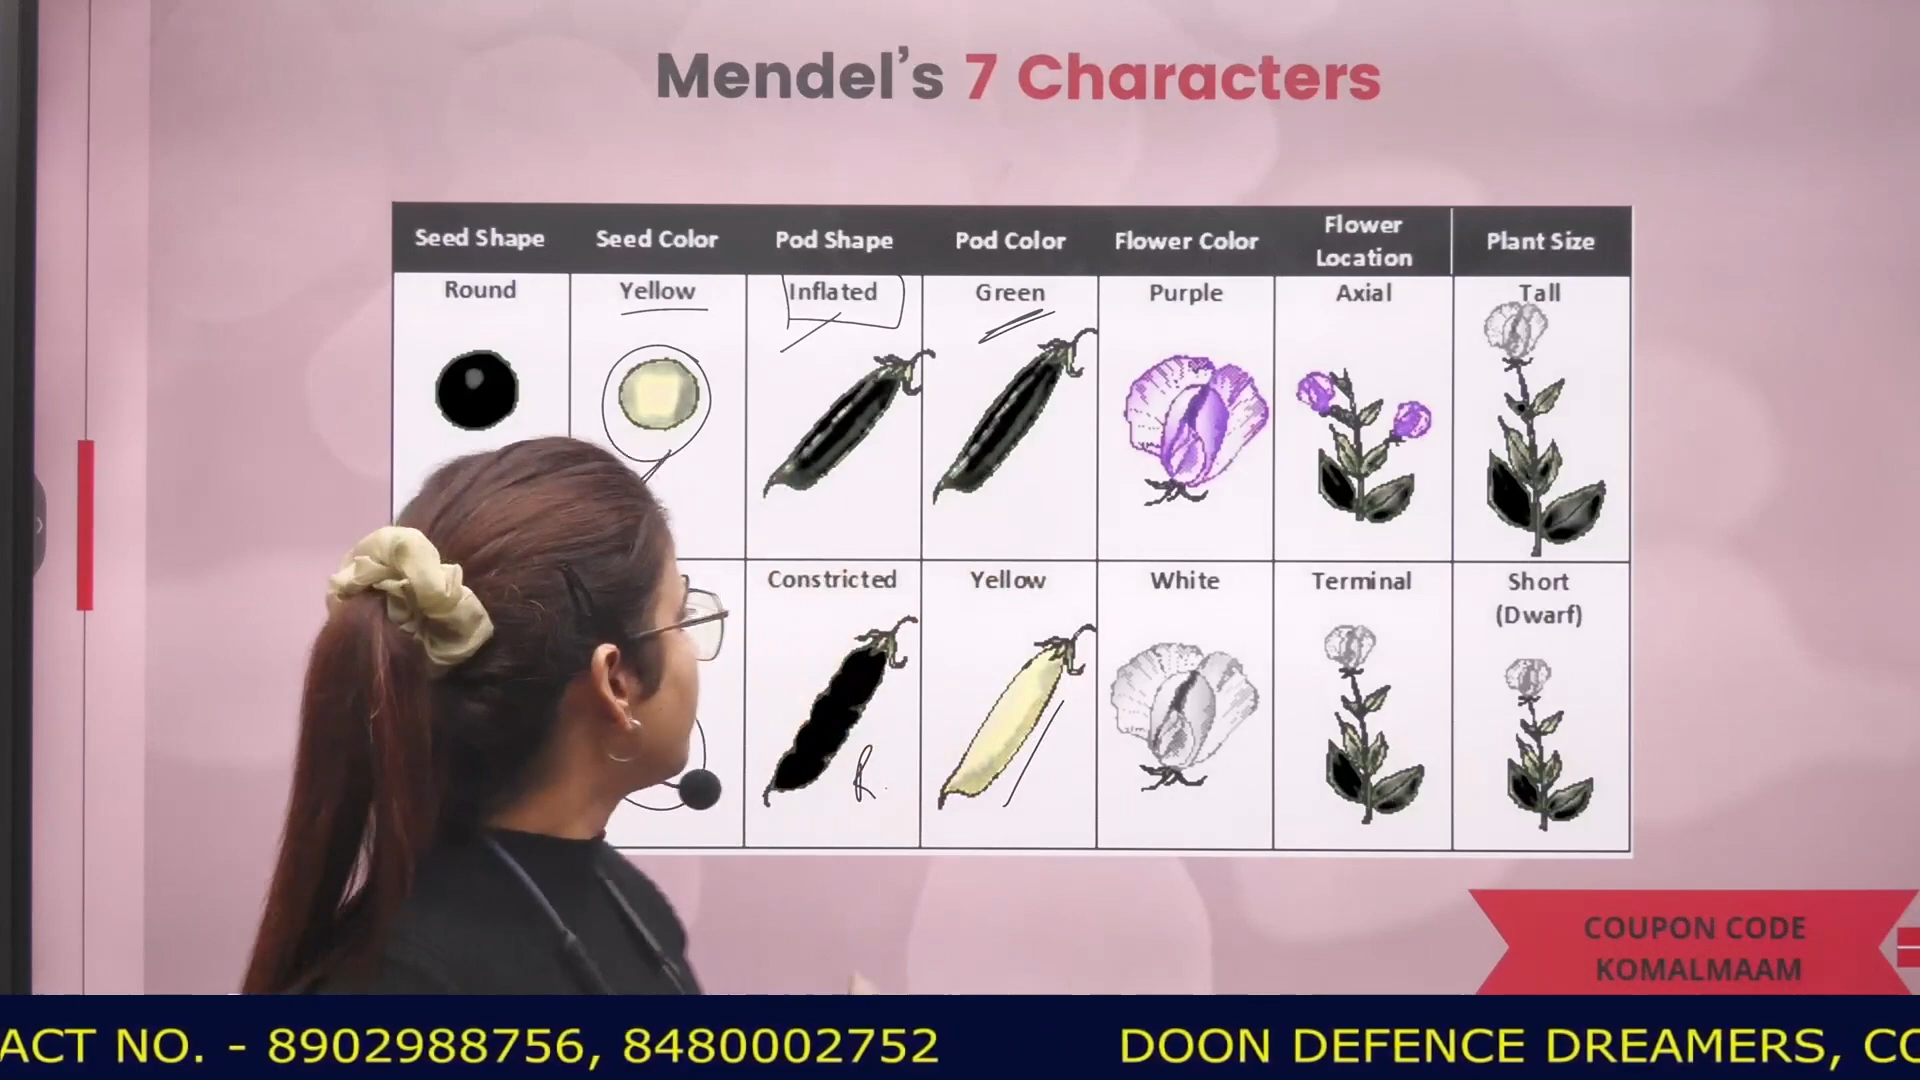 Mendel's 7 Characters
Seed Shape
Seed Color
Pod Shape
Pod Color
Flower Color
Flower Location
Plant Size
Round
Yellow
Inflated
Green
Purple
Axial
Tall
Constricted
Yellow
White
Terminal
Short
(Dwarf)
R
COUPON CODE
KOMALMAAM
ACT NO. - 8902988756, 8480002752
DOON DEFENCE DREAMERS, CO